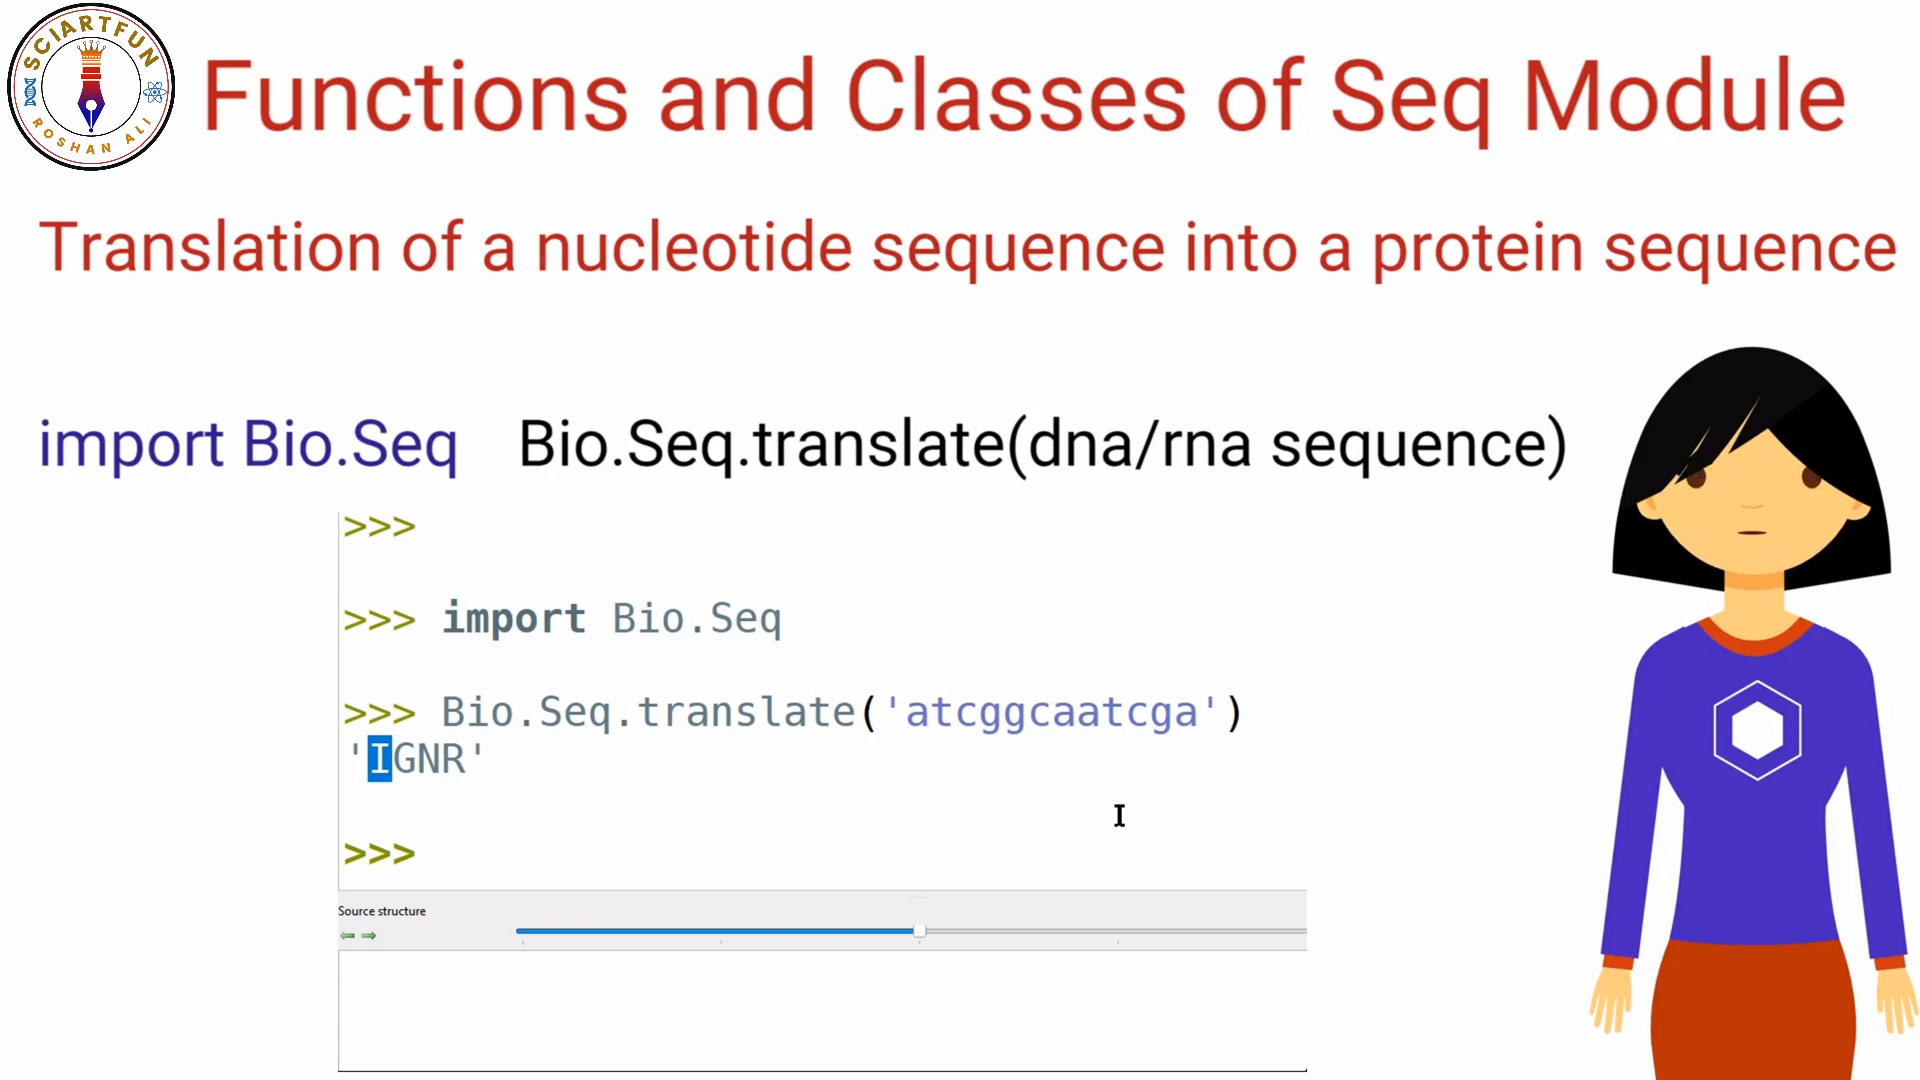 SCIARTFUN
ROSHAN ALI
Functions and Classes of Seq Module
Translation of a nucleotide sequence into a protein sequence
import Bio.Seq Bio.Seq.translate(dna/rna sequence)
>>>
>>> import Bio.Seq
>>> Bio.Seq.translate('atcggcaatcga')
'IGNR'
>>>
Source structure